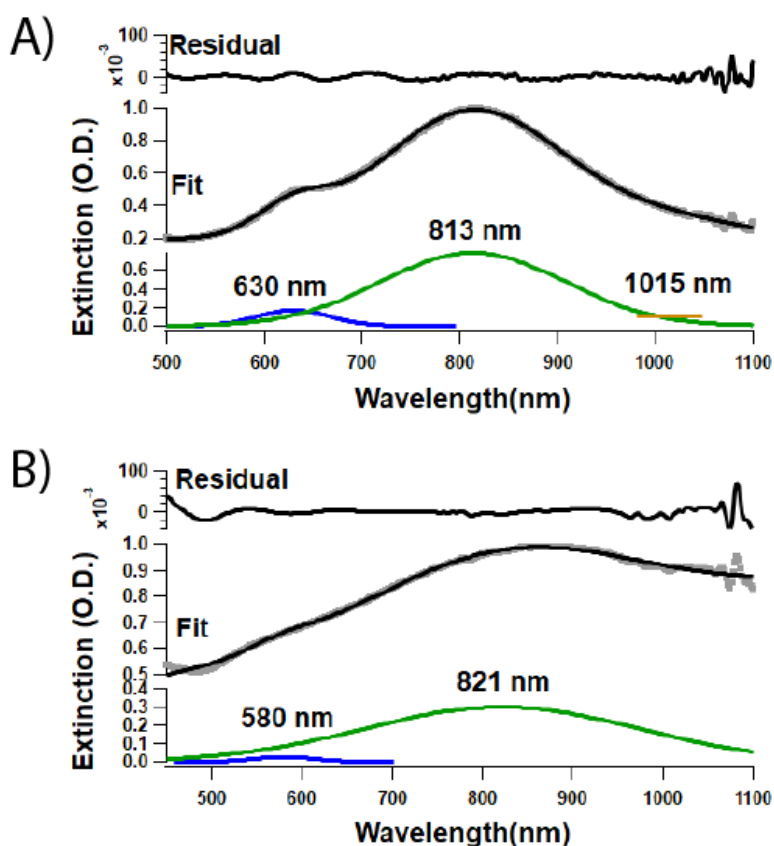 A)
100
0
x10⁻³
Residual
1.0
0.8
0.6
0.4
0.2
Fit
Extinction (O.D.)
0.6
0.4
0.2
0.0
630 nm
813 nm
1015 nm
500 600 700 800 900 1000 1100
Wavelength(nm)
B)
100
0
x10⁻³
Residual
1.0
0.9
0.8
0.7
0.6
0.5
Fit
Extinction (O.D.)
0.4
0.3
0.2
0.1
0.0
580 nm
821 nm
500 600 700 800 900 1000 1100
Wavelength(nm)